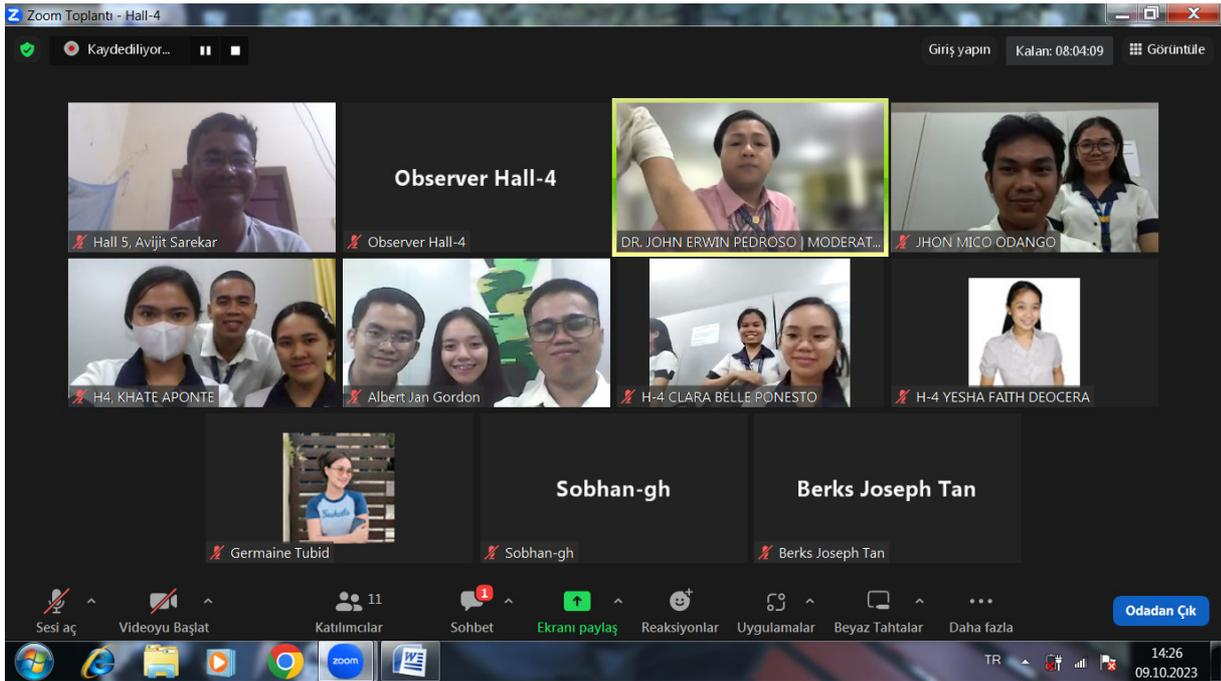 Zoom Toplantı - Hall-4
Kaydediliyor...
Giriş yapın
Kalan: 08:04:09
Görüntüle
Hall 5, Avijit Sarekar
Observer Hall-4
Observer Hall-4
DR. JOHN ERWIN PEDROSO | MODERAT...
JHON MICO ODANGO
H4, KHATE APONTE
Albert Jan Gordon
H-4 CLARA BELLE PONESTO
H-4 YESHA FAITH DEOCERA
Germaine Tubid
Sobhan-gh
Sobhan-gh
Berks Joseph Tan
Berks Joseph Tan
Sesi aç
Videoyu Başlat
11
Katılımcılar
1
Sohbet
Ekranı paylaş
Reaksiyonlar
Uygulamalar
Beyaz Tahtalar
Daha fazla
Odadan Çık
zoom
W
TR
14:26
09.10.2023